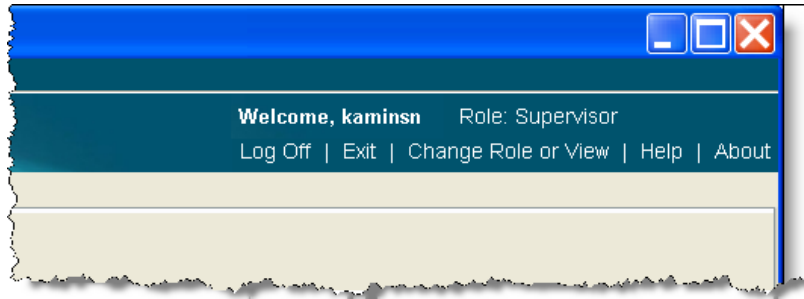 Welcome, kaminsn Role: Supervisor
Log Off | Exit | Change Role or View | Help | About